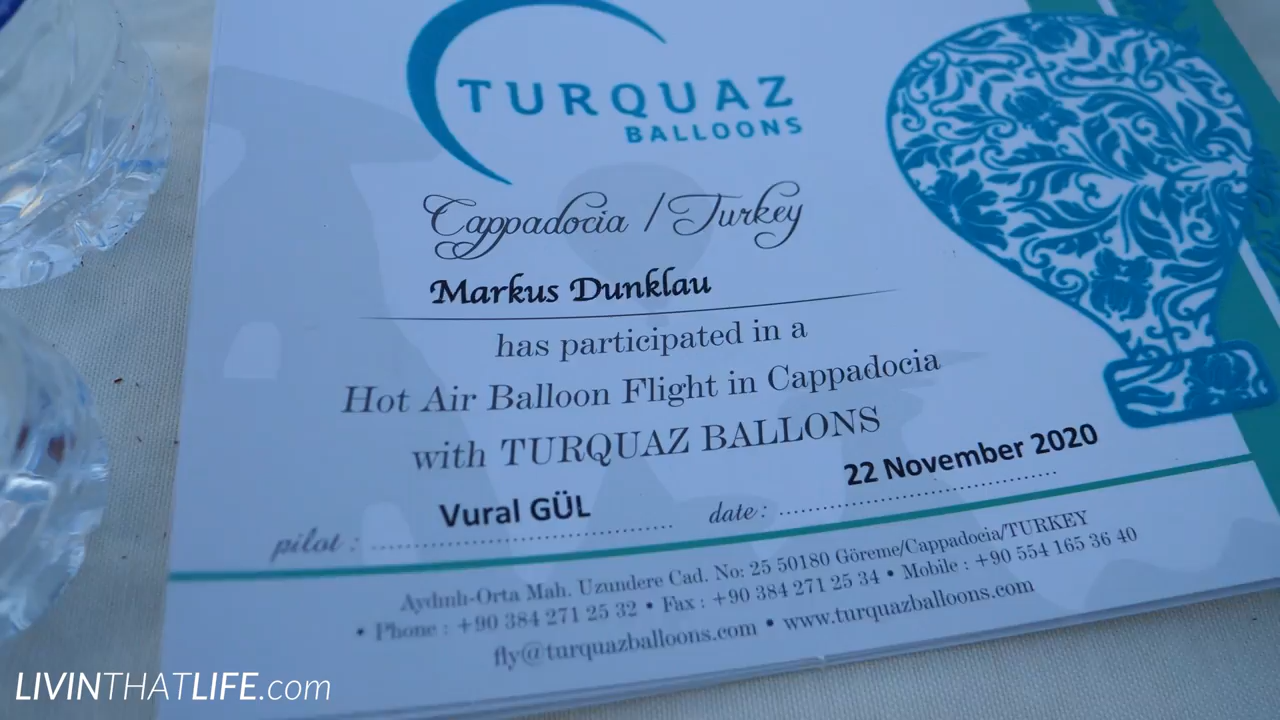 TURQUAZ
BALLOONS
Cappadocia / Turkey
Markus Dunklau
has participated in a
Hot Air Balloon Flight in Cappadocia
with TURQUAZ BALLONS
pilot : Vural GÜL date : 22 November 2020
Aydınlı-Orta Mah. Uzundere Cad. No: 25 50180 Göreme/Cappadocia/TURKEY
• Phone : +90 384 271 25 32 • Fax : +90 384 271 25 34 • Mobile : +90 554 165 36 40
fly@turquazballoons.com • www.turquazballoons.com
LIVINTHATLIFE.com